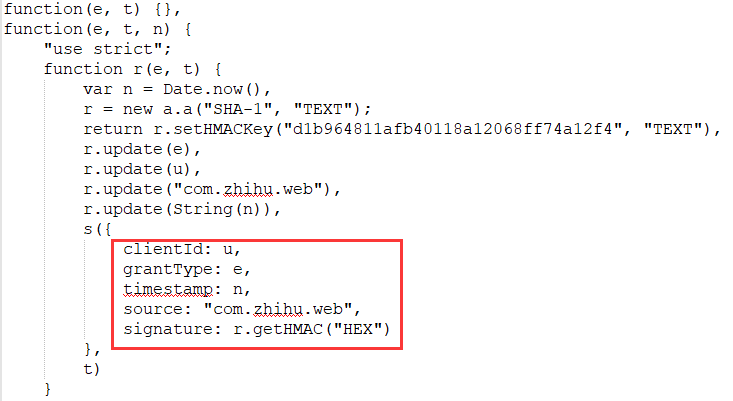 function(e, t) {},
function(e, t, n) {
    "use strict";
    function r(e, t) {
        var n = Date.now(),
        r = new a.a("SHA-1", "TEXT");
        return r.setHMACKey("d1b964811afb40118a12068ff74a12f4", "TEXT"),
        r.update(e),
        r.update(u),
        r.update("com.zhihu.web"),
        r.update(String(n)),
        s({
            clientId: u,
            grantType: e,
            timestamp: n,
            source: "com.zhihu.web",
            signature: r.getHMAC("HEX")
        },
        t)
    }